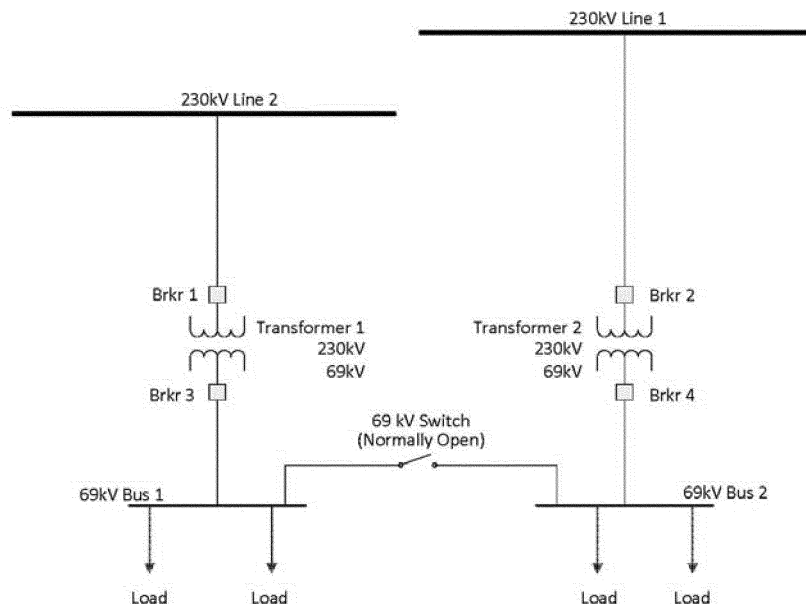 230kV Line 1
230kV Line 2
Brkr 1
Brkr 2
Transformer 1
230kV
69kV
Transformer 2
230kV
69kV
Brkr 3
Brkr 4
69 kV Switch
(Normally Open)
69kV Bus 1
69kV Bus 2
Load
Load
Load
Load